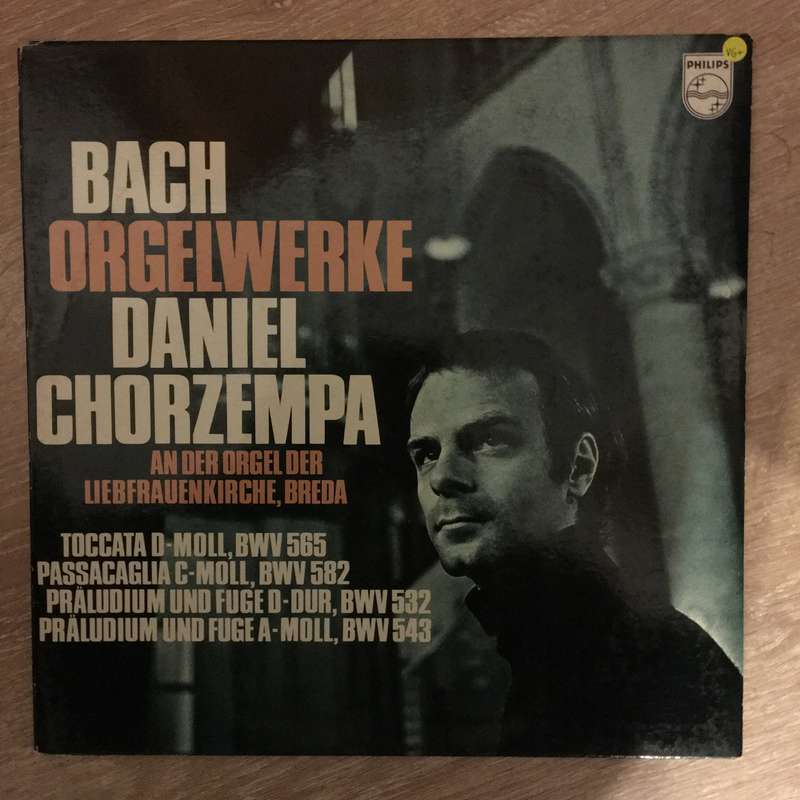 VG+
PHILIPS
BACH
ORGELWERKE
DANIEL
CHORZEMPA
AN DER ORGEL DER
LIEBFRAUENKIRCHE, BREDA
TOCCATA D-MOLL, BWV 565
PASSACAGLIA C-MOLL, BWV 582
PRÄLUDIUM UND FUGE D-DUR, BWV 532
PRÄLUDIUM UND FUGE A-MOLL, BWV 543